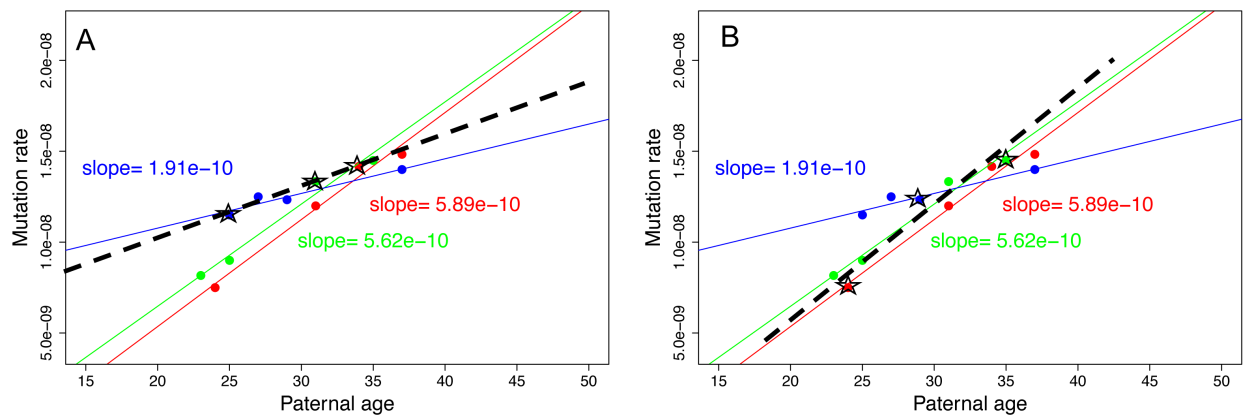 A
Mutation rate
5.0e−09 1.0e−08 1.5e−08 2.0e−08
slope= 1.91e−10
slope= 5.89e−10
slope= 5.62e−10
15 20 25 30 35 40 45 50
Paternal age
B
Mutation rate
5.0e−09 1.0e−08 1.5e−08 2.0e−08
slope= 1.91e−10
slope= 5.89e−10
slope= 5.62e−10
15 20 25 30 35 40 45 50
Paternal age